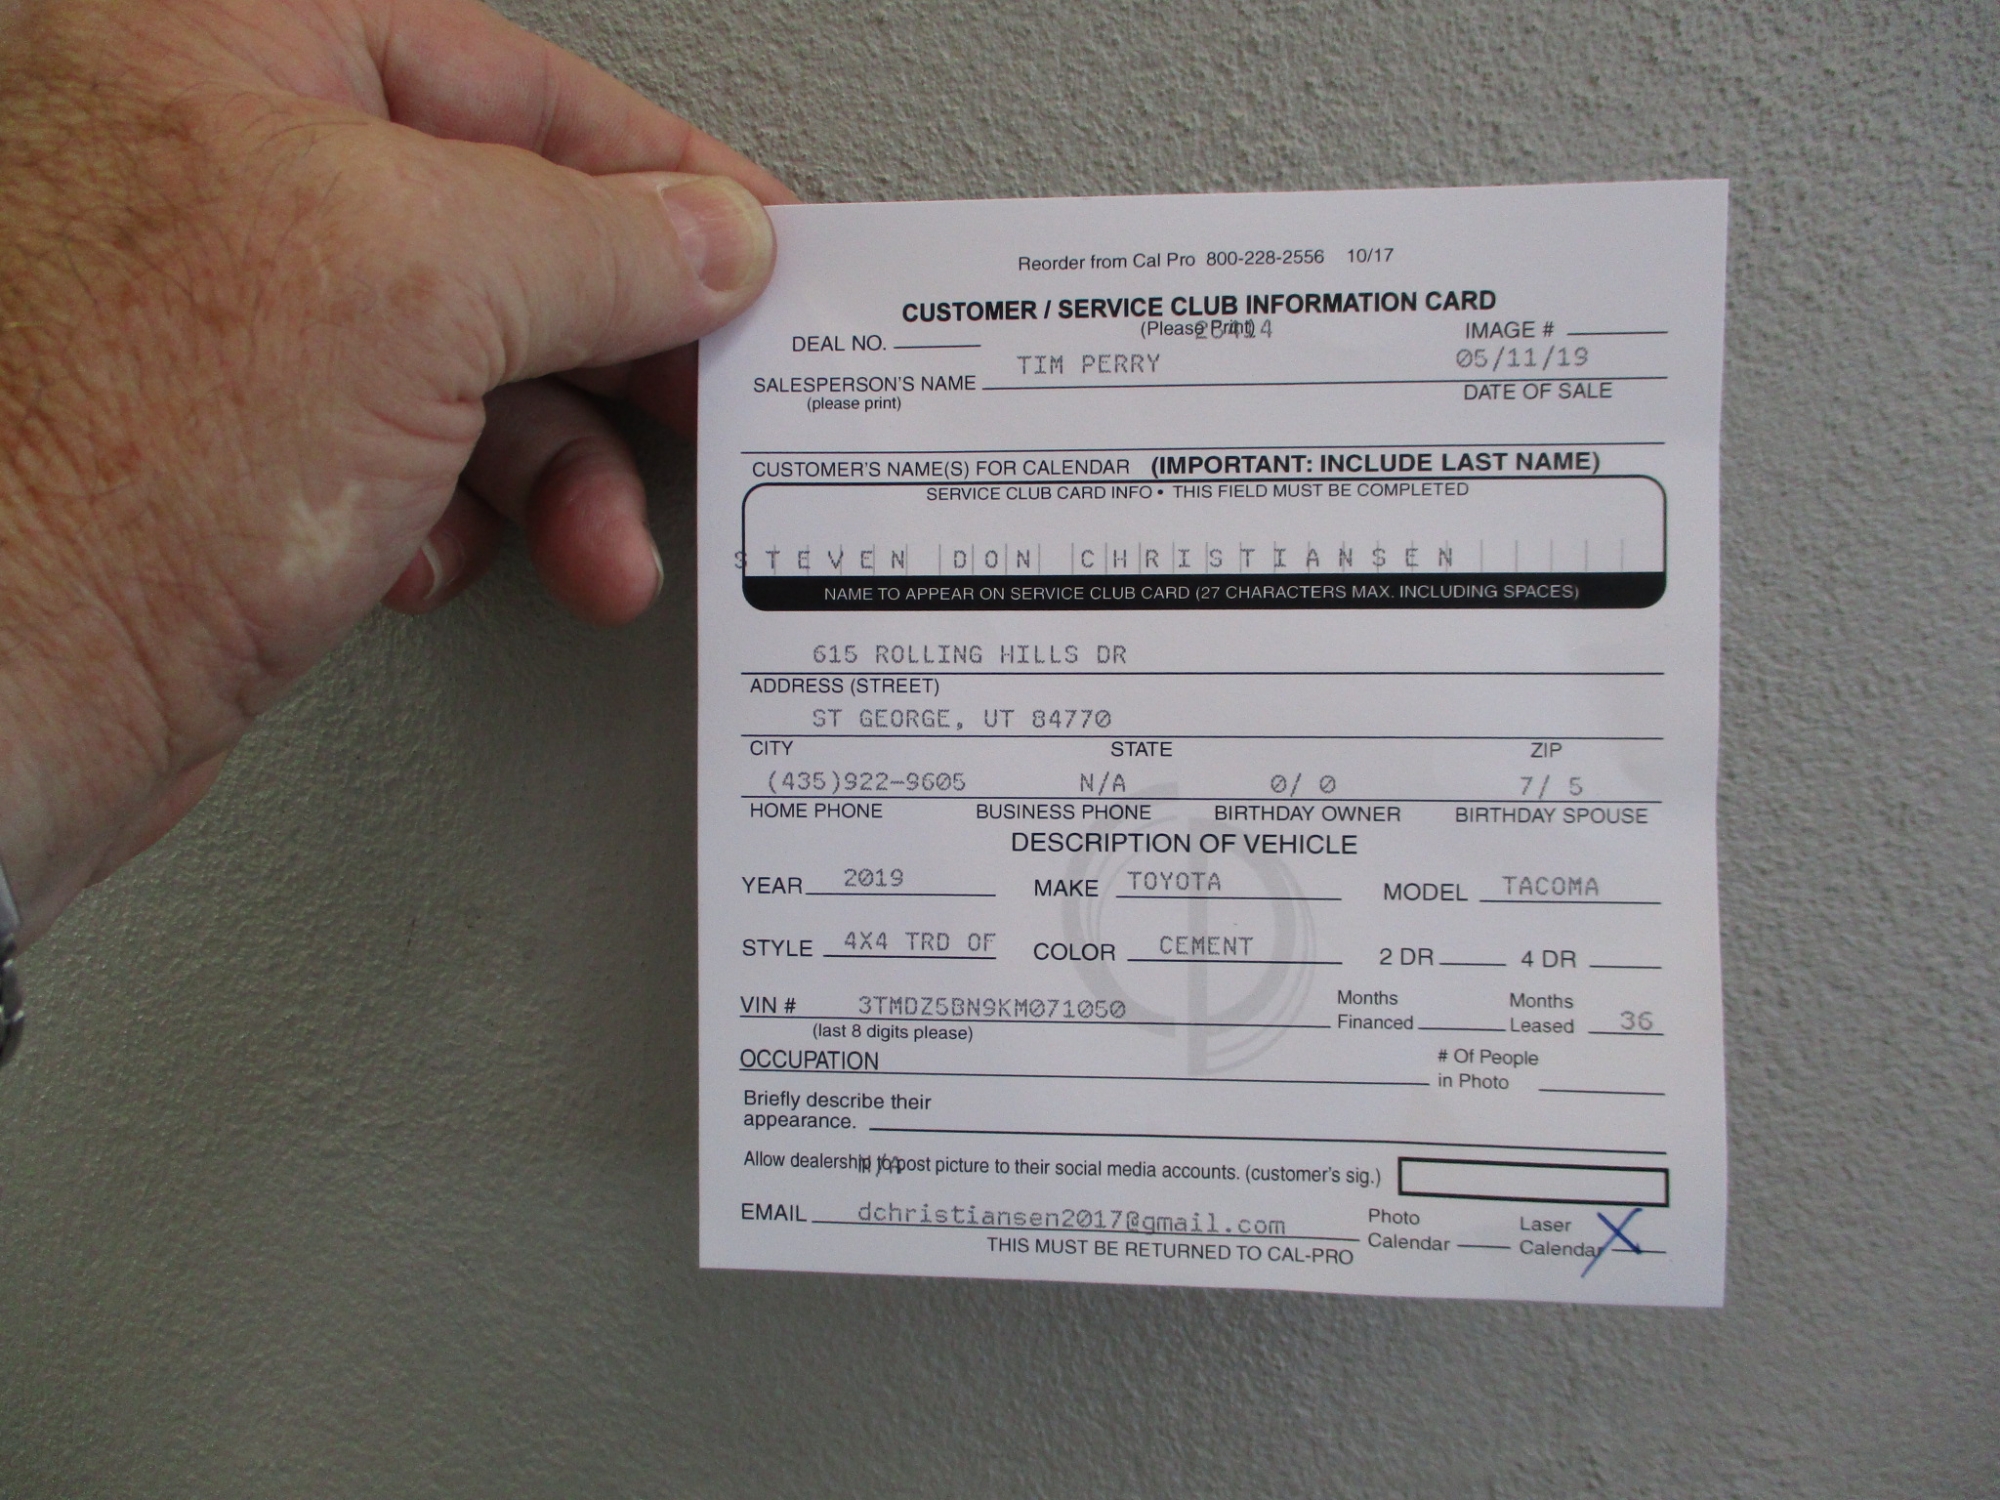 Reorder from Cal Pro 800-228-2556 10/17
CUSTOMER / SERVICE CLUB INFORMATION CARD
(Please Print)
DEAL NO. IMAGE #
TIM PERRY 05/11/19
SALESPERSON'S NAME DATE OF SALE
(please print)
CUSTOMER'S NAME(S) FOR CALENDAR (IMPORTANT: INCLUDE LAST NAME)
SERVICE CLUB CARD INFO • THIS FIELD MUST BE COMPLETED
STEVEN DON CHRISTIANSEN
NAME TO APPEAR ON SERVICE CLUB CARD (27 CHARACTERS MAX. INCLUDING SPACES)
615 ROLLING HILLS DR
ADDRESS (STREET)
ST GEORGE, UT 84770
CITY STATE ZIP
(435)922-9605 N/A 0/ 0 7/ 5
HOME PHONE BUSINESS PHONE BIRTHDAY OWNER BIRTHDAY SPOUSE
DESCRIPTION OF VEHICLE
YEAR 2019 MAKE TOYOTA MODEL TACOMA
STYLE 4X4 TRD OF COLOR CEMENT 2 DR 4 DR
VIN # 3TMDZ5BN9KM071050 Months Financed Months Leased 36
(last 8 digits please)
OCCUPATION # Of People in Photo
Briefly describe their
appearance.
N/A
Allow dealership to post picture to their social media accounts. (customer's sig.)
EMAIL dchristiansen2017@gmail.com Photo Calendar Laser Calendar X
THIS MUST BE RETURNED TO CAL-PRO